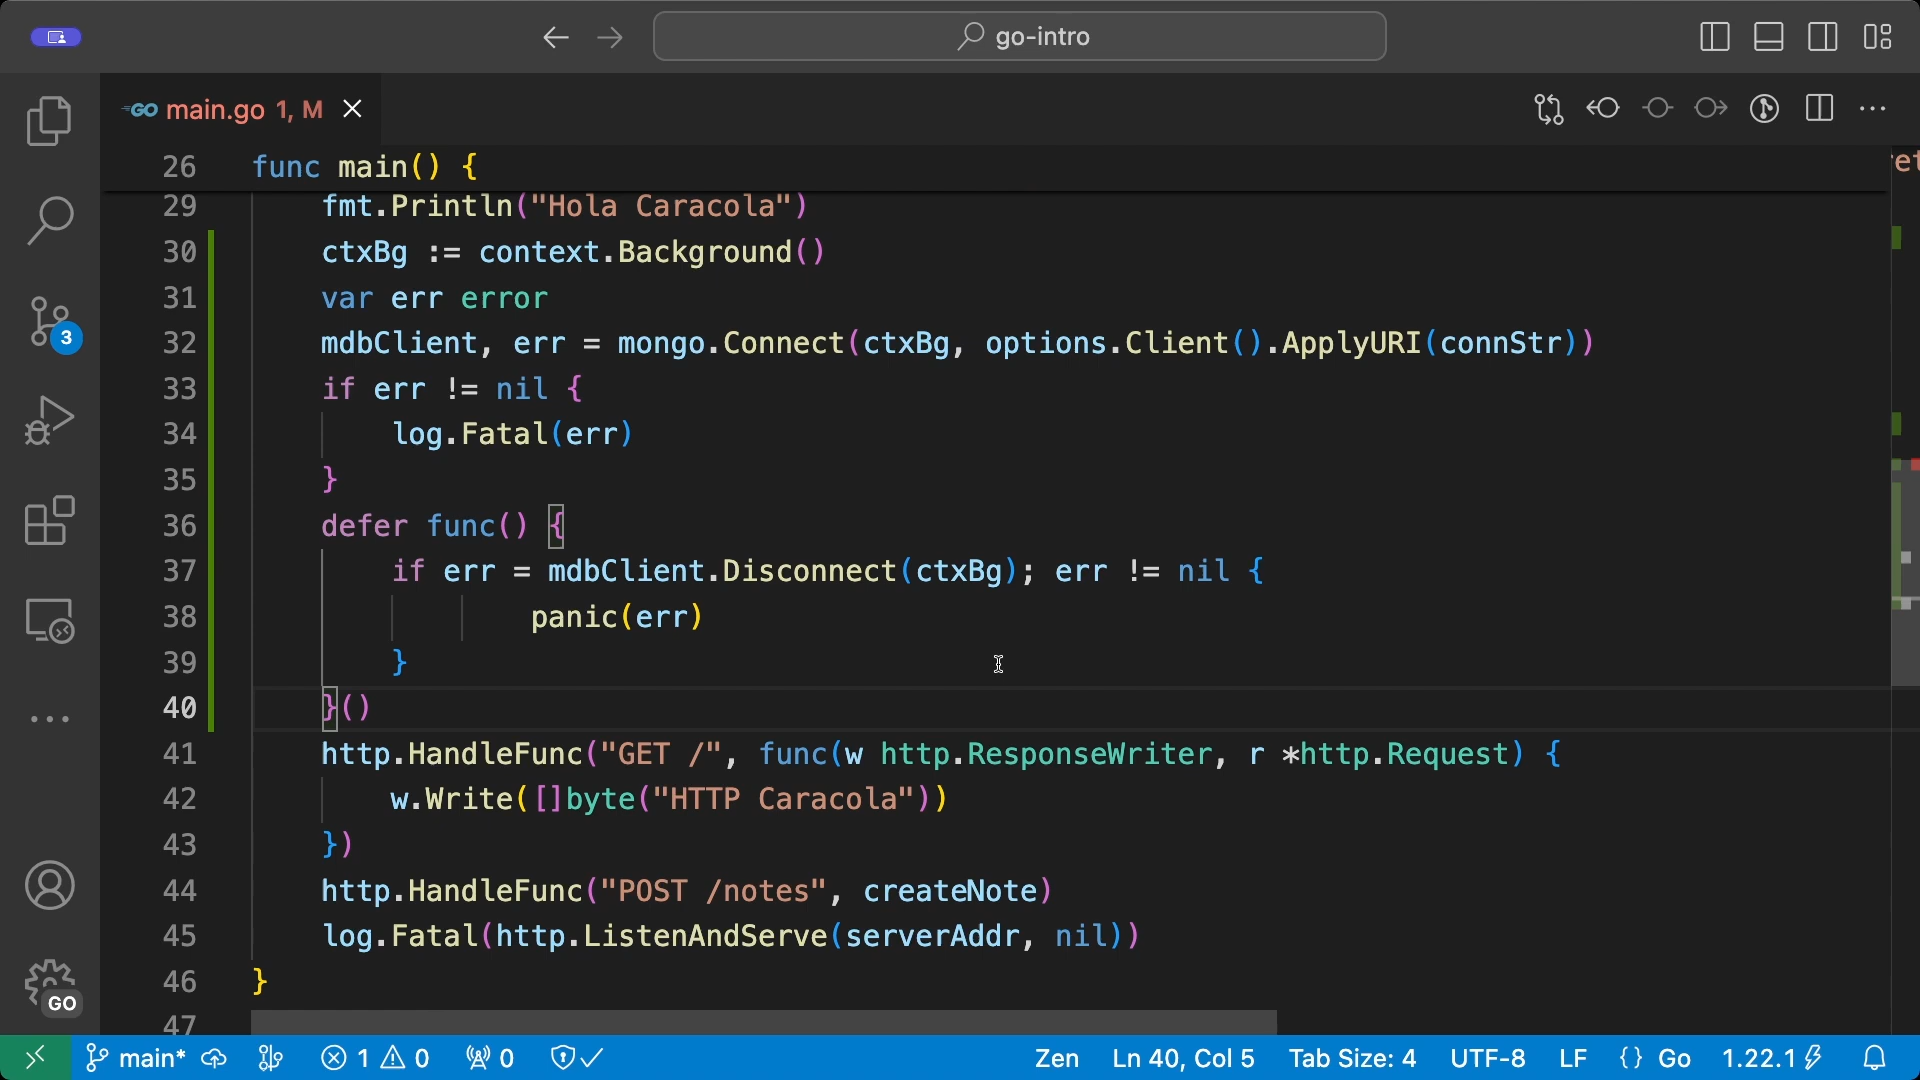 go-intro
GO main.go 1, M
26 func main() {
29 fmt.Println("Hola Caracola")
30 ctxBg := context.Background()
31 var err error
32 mdbClient, err = mongo.Connect(ctxBg, options.Client().ApplyURI(connStr))
33 if err != nil {
34 log.Fatal(err)
35 }
36 defer func() {
37 if err = mdbClient.Disconnect(ctxBg); err != nil {
38 panic(err)
39 }
40 }()
41 http.HandleFunc("GET /", func(w http.ResponseWriter, r *http.Request) {
42 w.Write([]byte("HTTP Caracola"))
43 })
44 http.HandleFunc("POST /notes", createNote)
45 log.Fatal(http.ListenAndServe(serverAddr, nil))
46 }
47
3
GO
main* 1 0 0 Zen Ln 40, Col 5 Tab Size: 4 UTF-8 LF {} Go 1.22.1